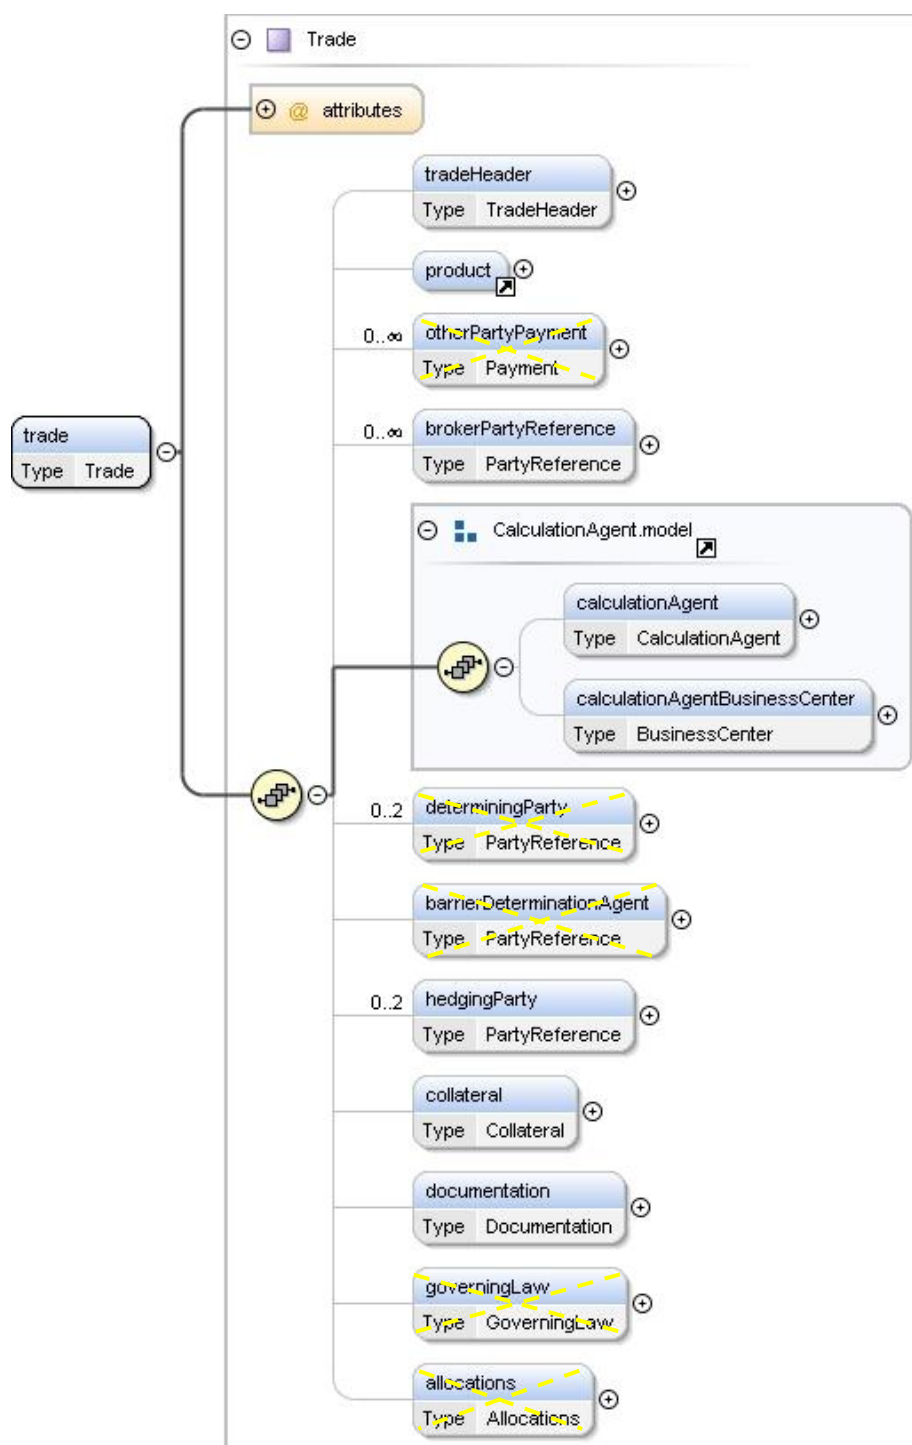 Trade
@ attributes
tradeHeader
Type TradeHeader
product
0..∞ otherPartyPayment
Type Payment
0..∞ brokerPartyReference
Type PartyReference
trade
Type Trade
CalculationAgent.model
calculationAgent
Type CalculationAgent
calculationAgentBusinessCenter
Type BusinessCenter
0..2 determiningParty
Type PartyReference
barrierDeterminationAgent
Type PartyReference
0..2 hedgingParty
Type PartyReference
collateral
Type Collateral
documentation
Type Documentation
governingLaw
Type GoverningLaw
allocations
Type Allocations